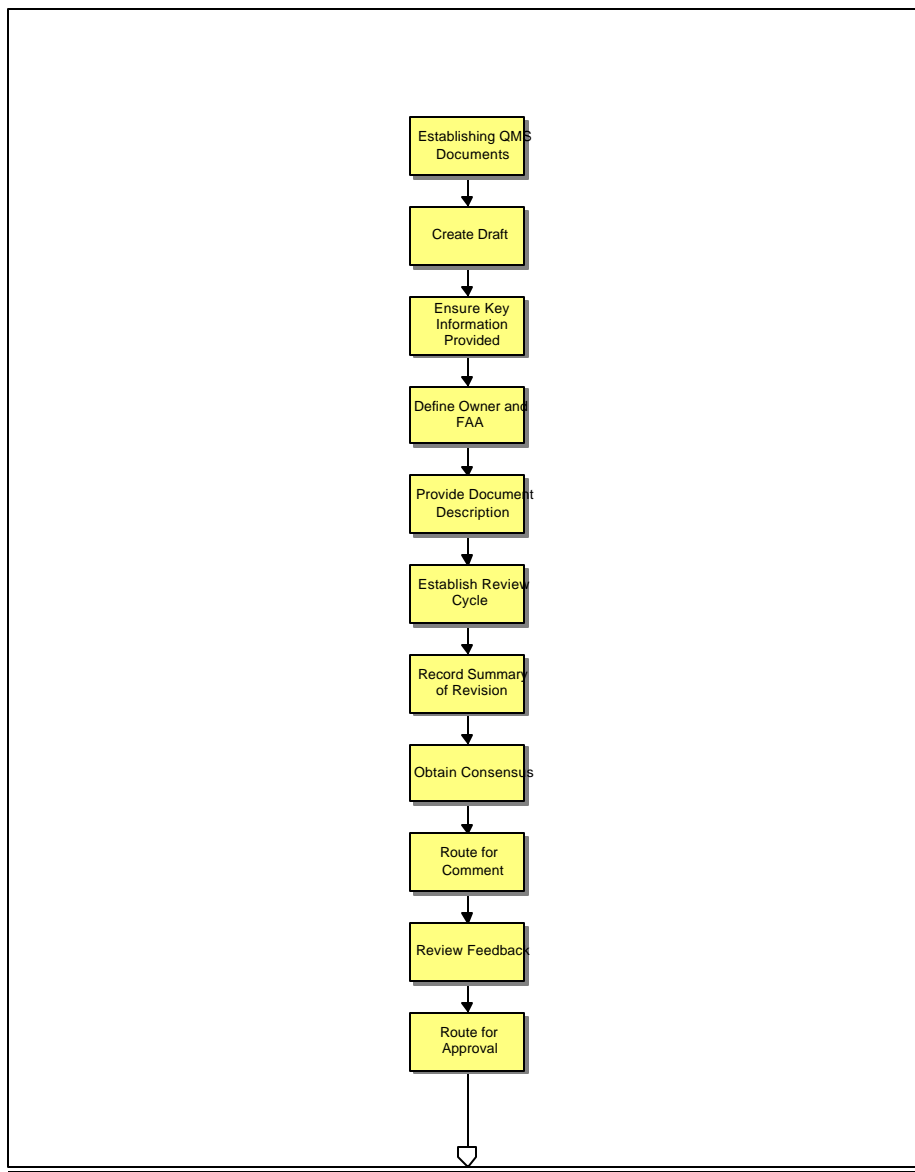 Establishing QMS
Documents
Create Draft
Ensure Key
Information
Provided
Define Owner and
FAA
Provide Document
Description
Establish Review
Cycle
Record Summary
of Revision
Obtain Consensus
Route for
Comment
Review Feedback
Route for
Approval